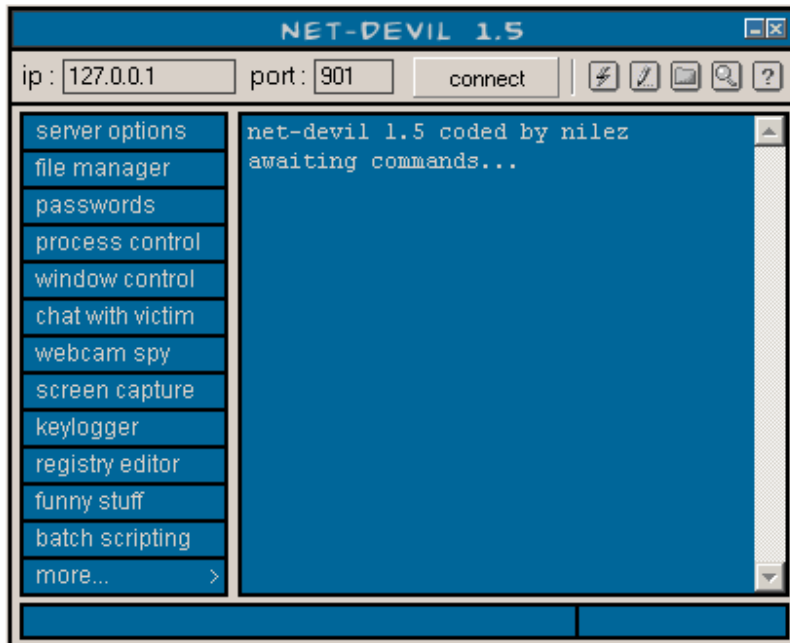 NET-DEVIL 1.5
ip : 127.0.0.1 port : 901 connect ?
server options
file manager
passwords
process control
window control
chat with victim
webcam spy
screen capture
keylogger
registry editor
funny stuff
batch scripting
more... >
net-devil 1.5 coded by nilez
awaiting commands...